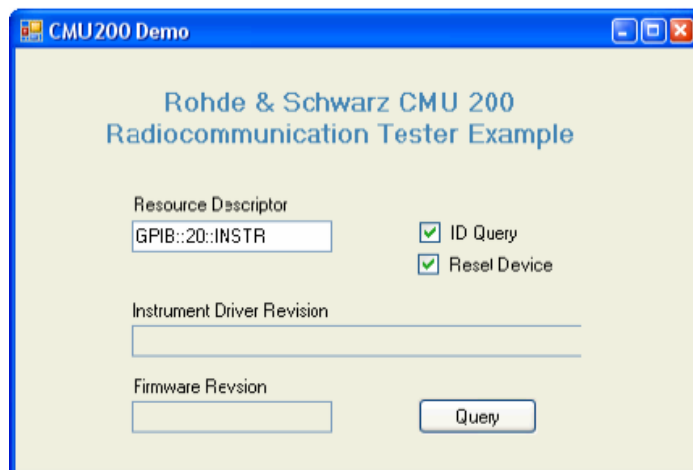 CMU200 Demo
Rohde & Schwarz CMU 200
Radiocommunication Tester Example
Resource Descriptor
GPIB::20::INSTR
ID Query
Resel Device
Instrument Driver Revision
Firmware Revsion
Query